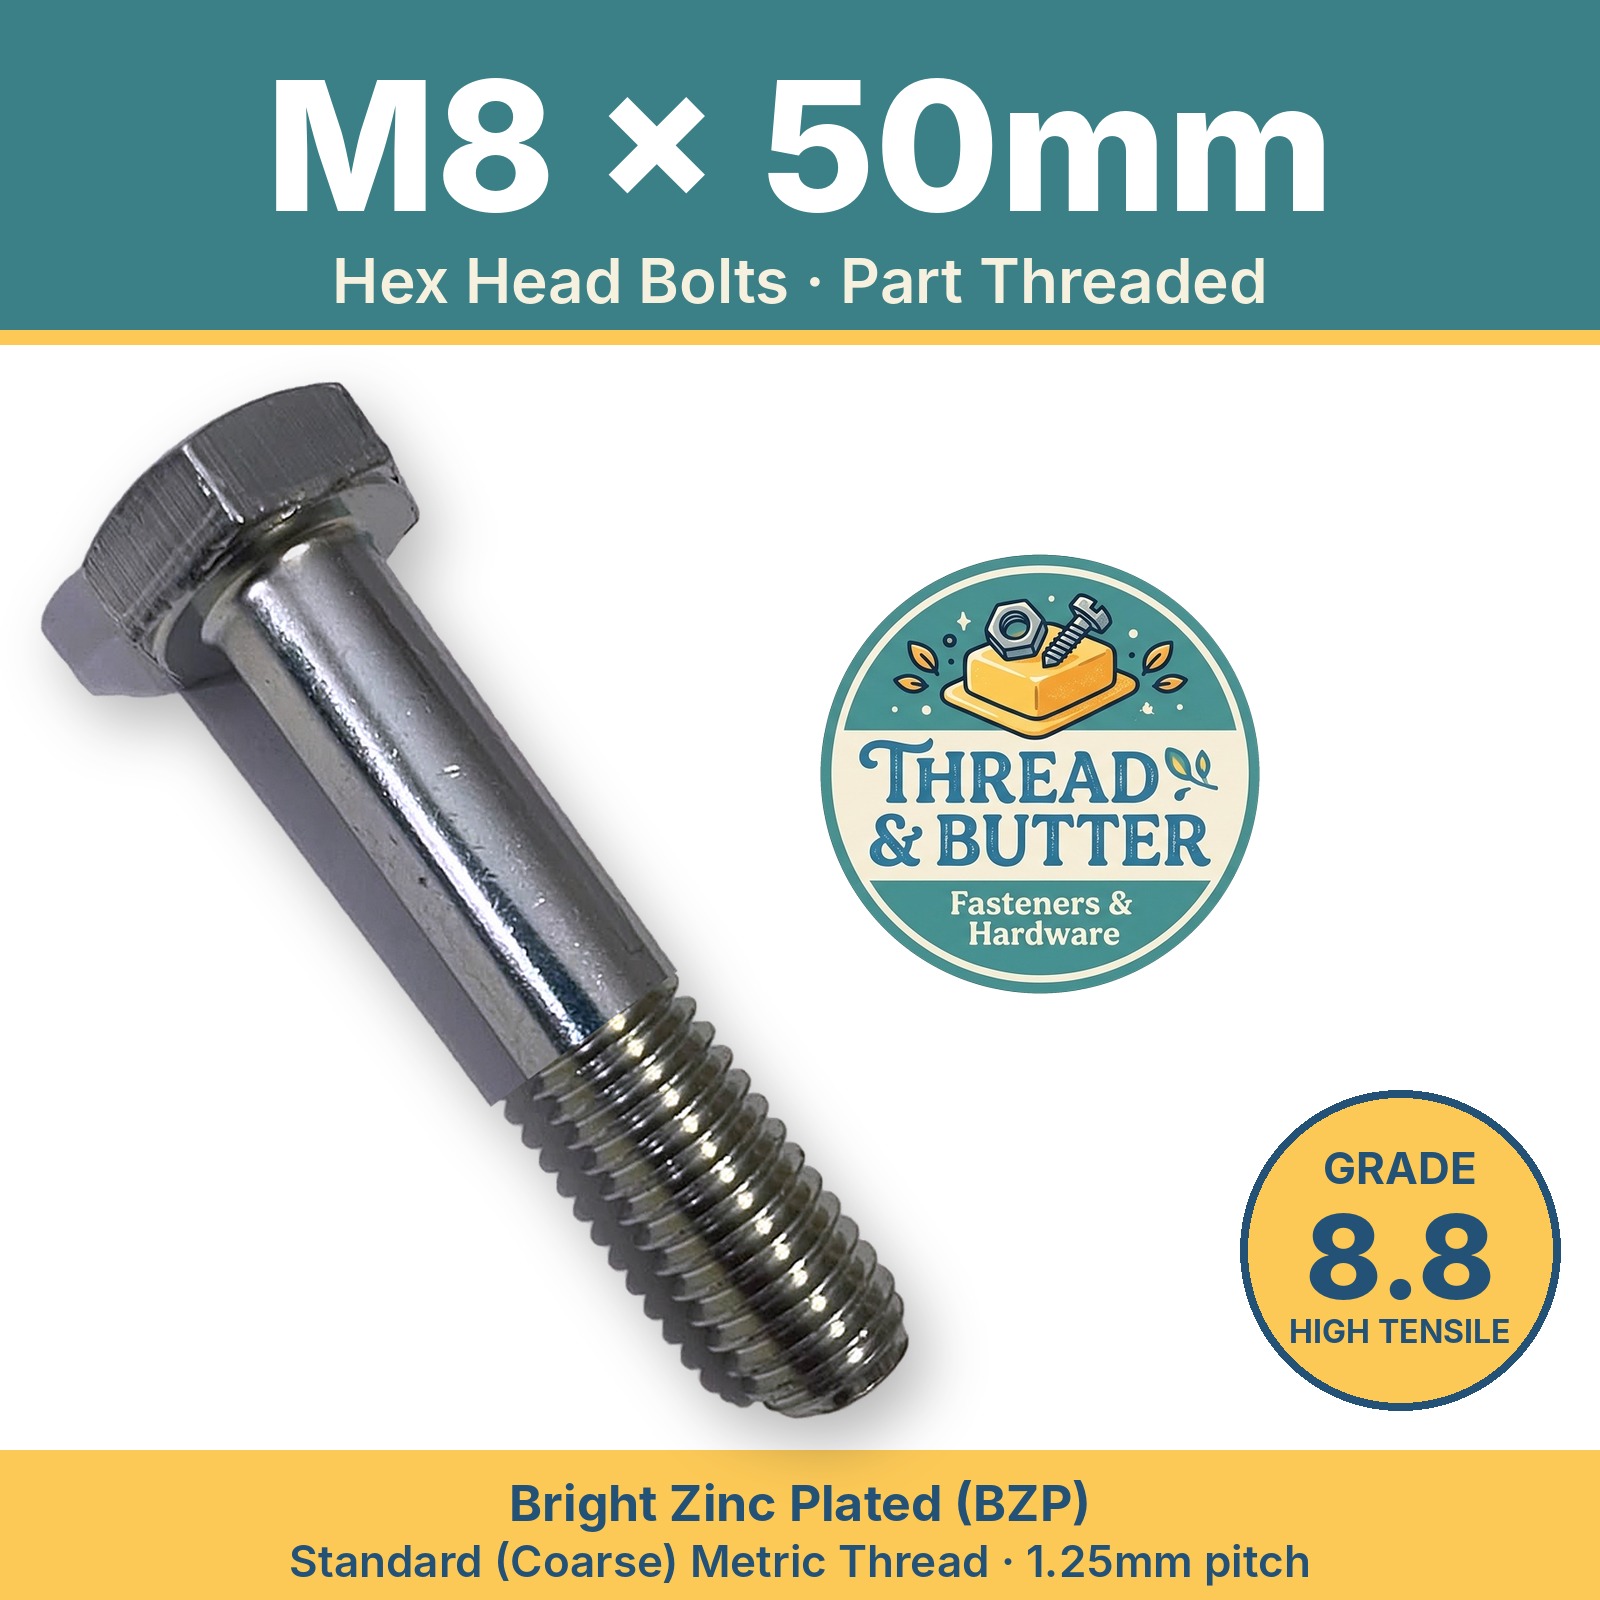 M8 × 50mm
Hex Head Bolts · Part Threaded
THREAD
& BUTTER
Fasteners &
Hardware
GRADE
8.8
HIGH TENSILE
Bright Zinc Plated (BZP)
Standard (Coarse) Metric Thread · 1.25mm pitch